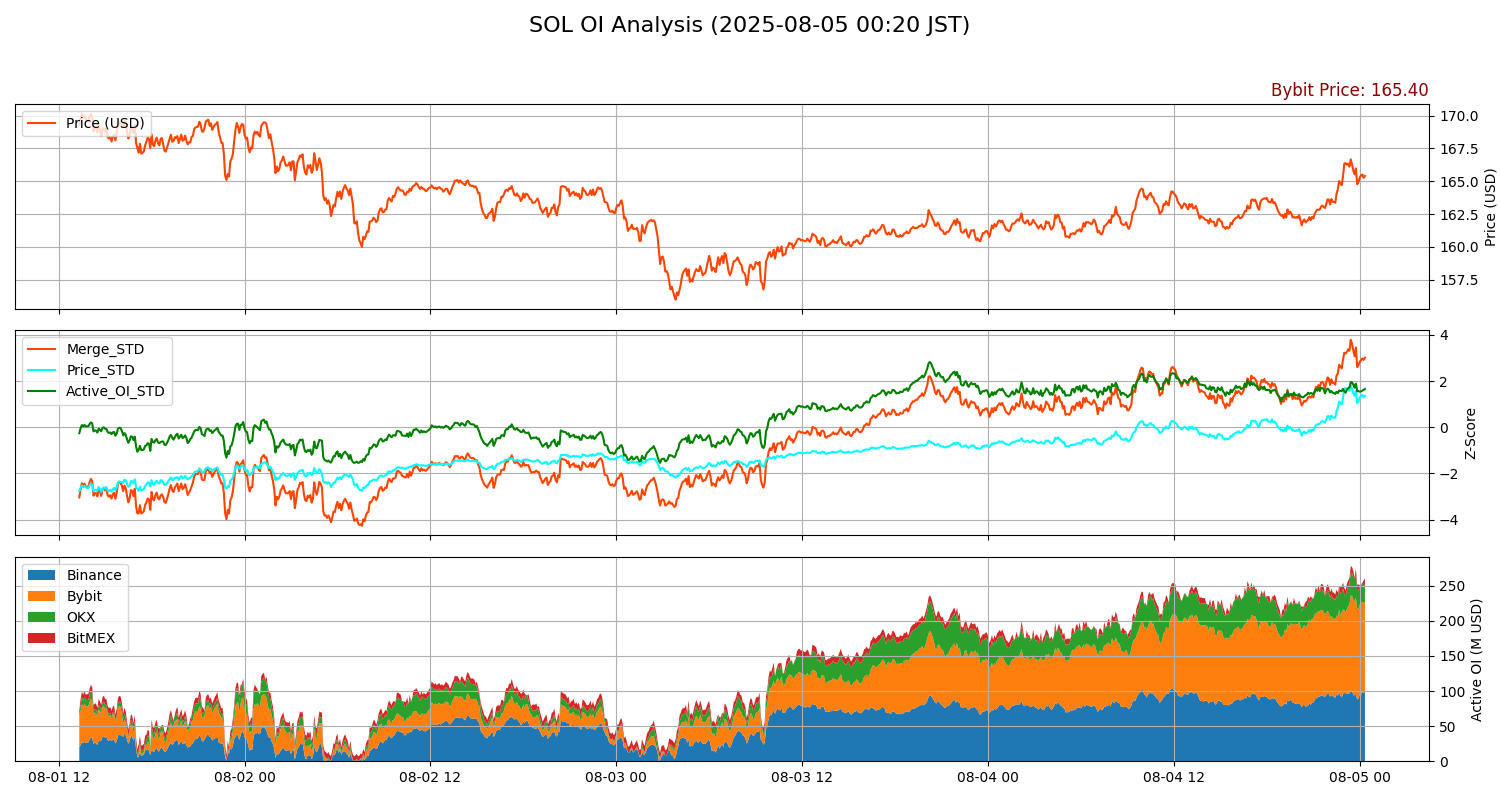 SOL OI Analysis (2025-08-05 00:20 JST)
Bybit Price: 165.40
Price (USD)
170.0
167.5
165.0
162.5
160.0
157.5
Price (USD)
Merge_STD
Price_STD
Active_OI_STD
4
2
0
−2
−4
Z-Score
Binance
Bybit
OKX
BitMEX
250
200
150
100
50
0
Active OI (M USD)
08-01 12
08-02 00
08-02 12
08-03 00
08-03 12
08-04 00
08-04 12
08-05 00